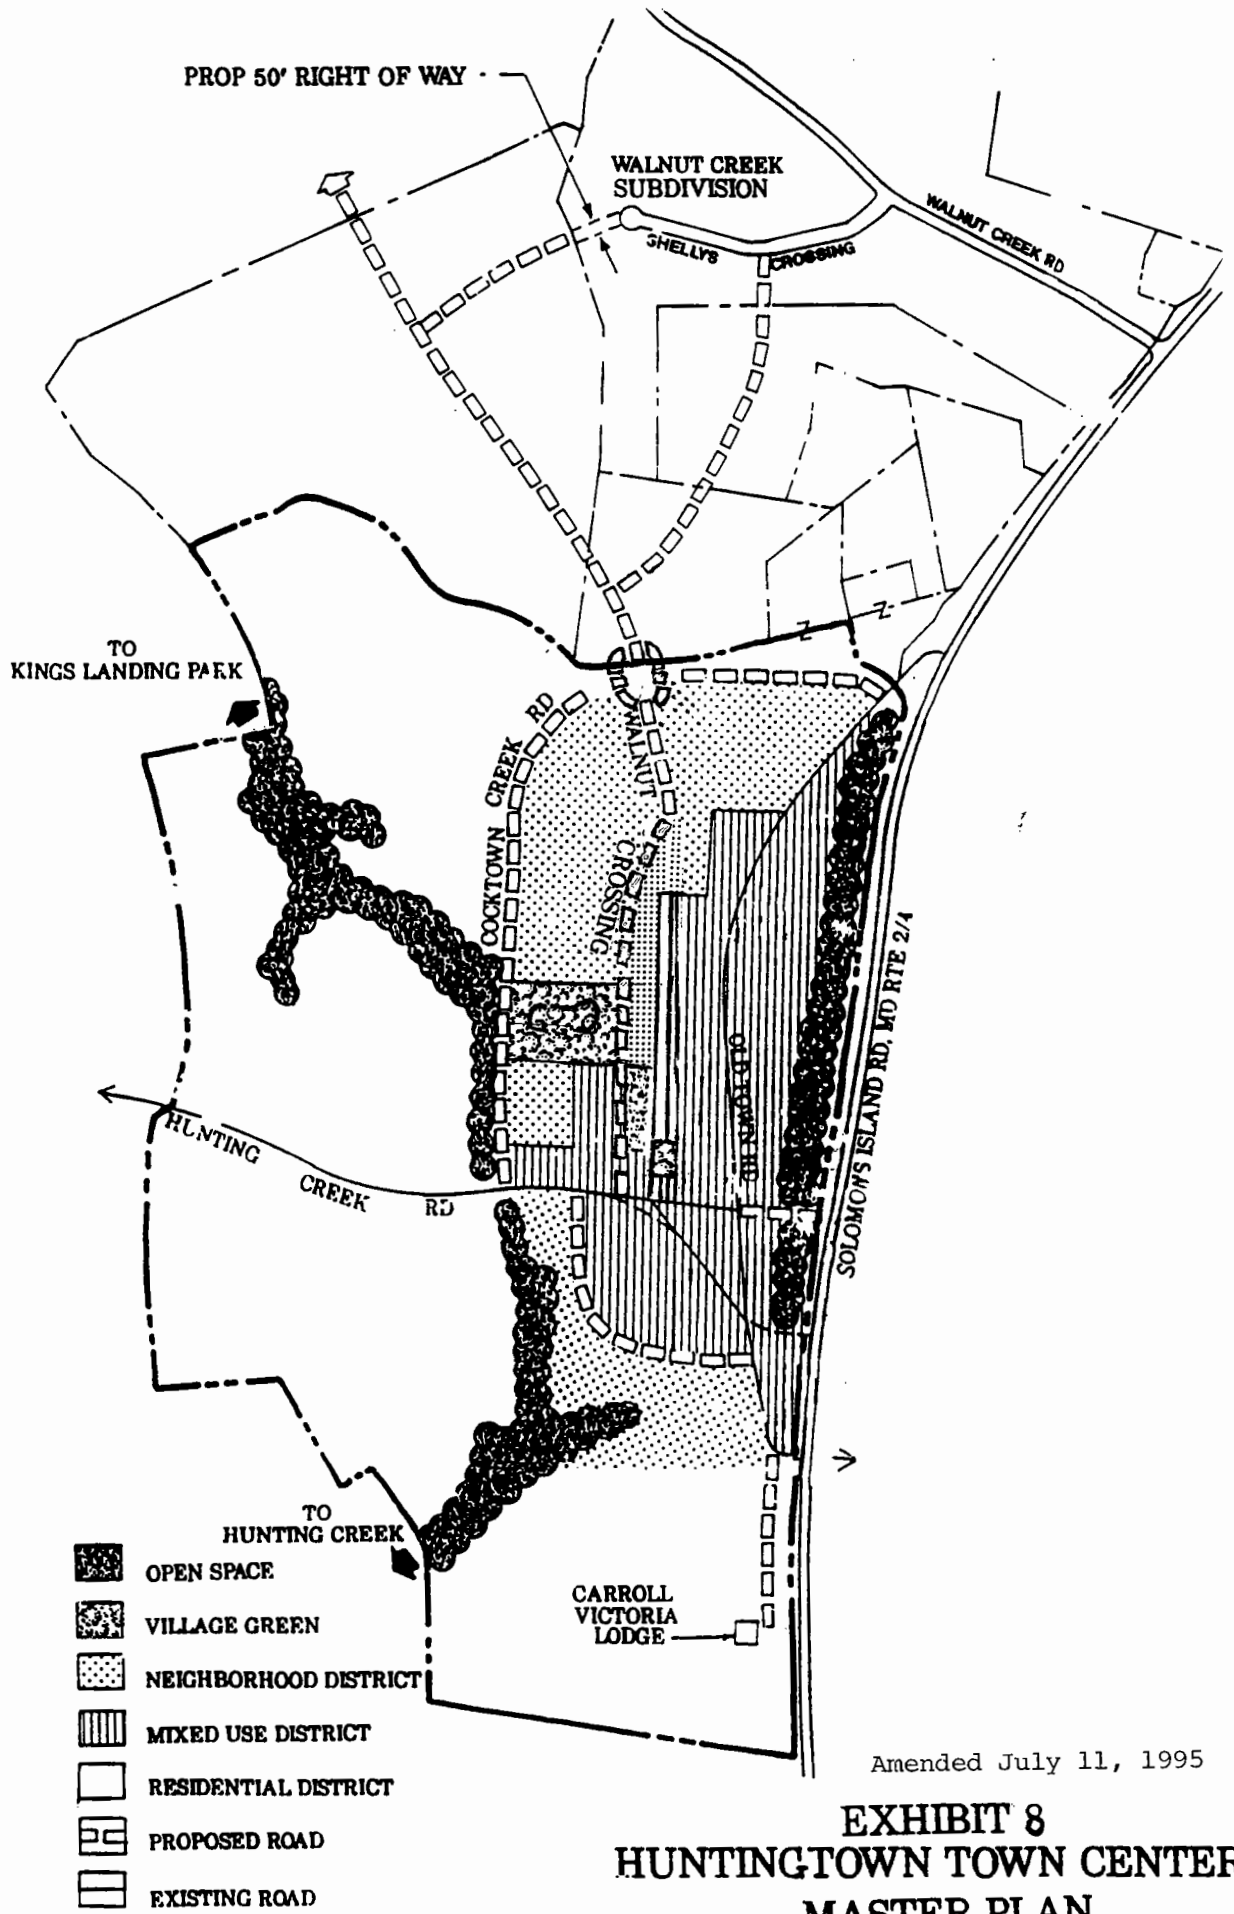 PROP 50' RIGHT OF WAY
WALNUT CREEK
SUBDIVISION
SHELLYS
CROSSING
WALNUT CREEK RD
TO
KINGS LANDING PARK
COCKTOWN CREEK RD
WALNUT
CROSSING
OLD TOWN RD
SOLOMON'S ISLAND RD, MD RTE 2/4
HUNTING
CREEK
RD
TO
HUNTING CREEK
CARROLL
VICTORIA
LODGE
OPEN SPACE
VILLAGE GREEN
NEIGHBORHOOD DISTRICT
MIXED USE DISTRICT
RESIDENTIAL DISTRICT
PROPOSED ROAD
EXISTING ROAD
Amended July 11, 1995
EXHIBIT 8
HUNTINGTOWN TOWN CENTER
MASTER PLAN